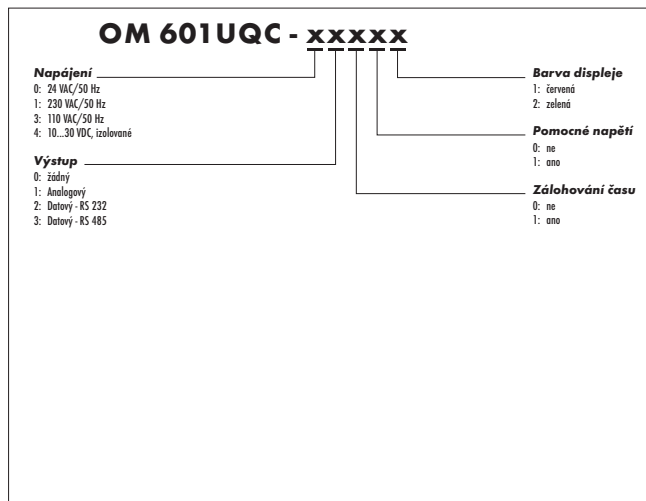 OM 601UQC - xxxxx
Napájení
0: 24 VAC/50 Hz
1: 230 VAC/50 Hz
3: 110 VAC/50 Hz
4: 10...30 VDC, izolované
Výstup
0: žádný
1: Analogový
2: Datový - RS 232
3: Datový - RS 485
Barva displeje
1: červená
2: zelená
Pomocné napětí
0: ne
1: ano
Zálohování času
0: ne
1: ano